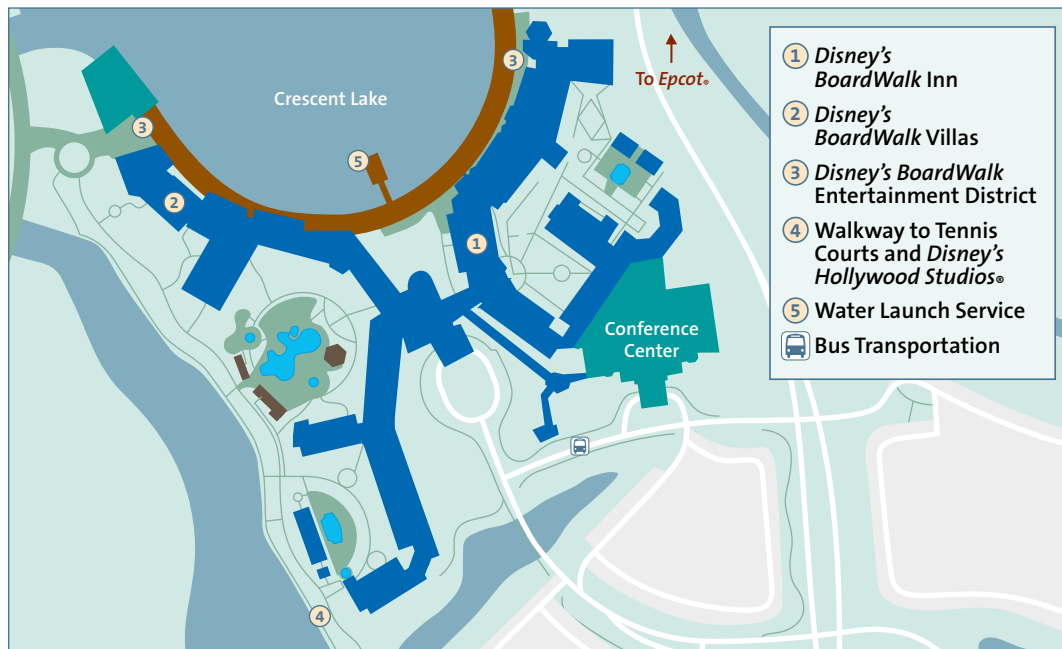 3
To Epcot®
Crescent Lake
3
5
2
1
Conference
Center
4
1 Disney’s
BoardWalk Inn
2 Disney’s
BoardWalk Villas
3 Disney’s BoardWalk
Entertainment District
4 Walkway to Tennis
Courts and Disney’s
Hollywood Studios®
5 Water Launch Service
Bus Transportation